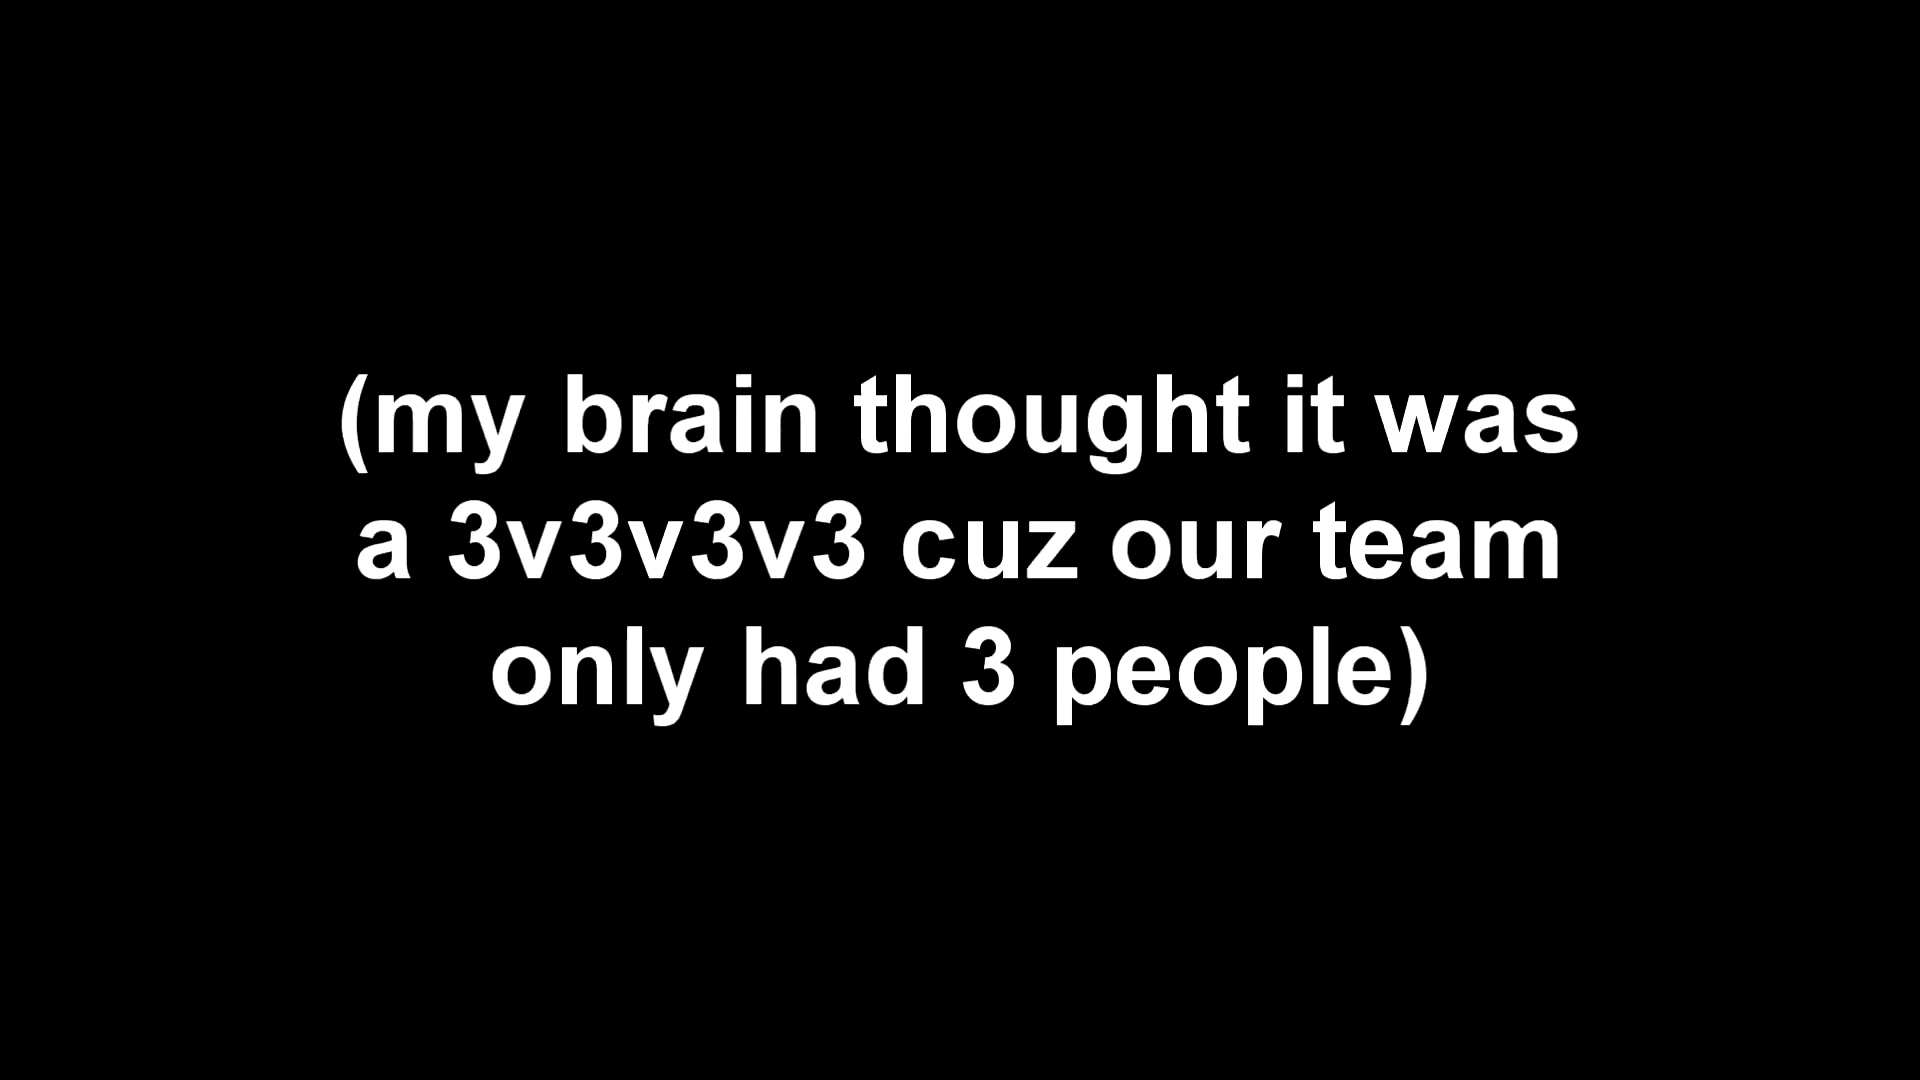 (my brain thought it was
a 3v3v3v3 cuz our team
only had 3 people)